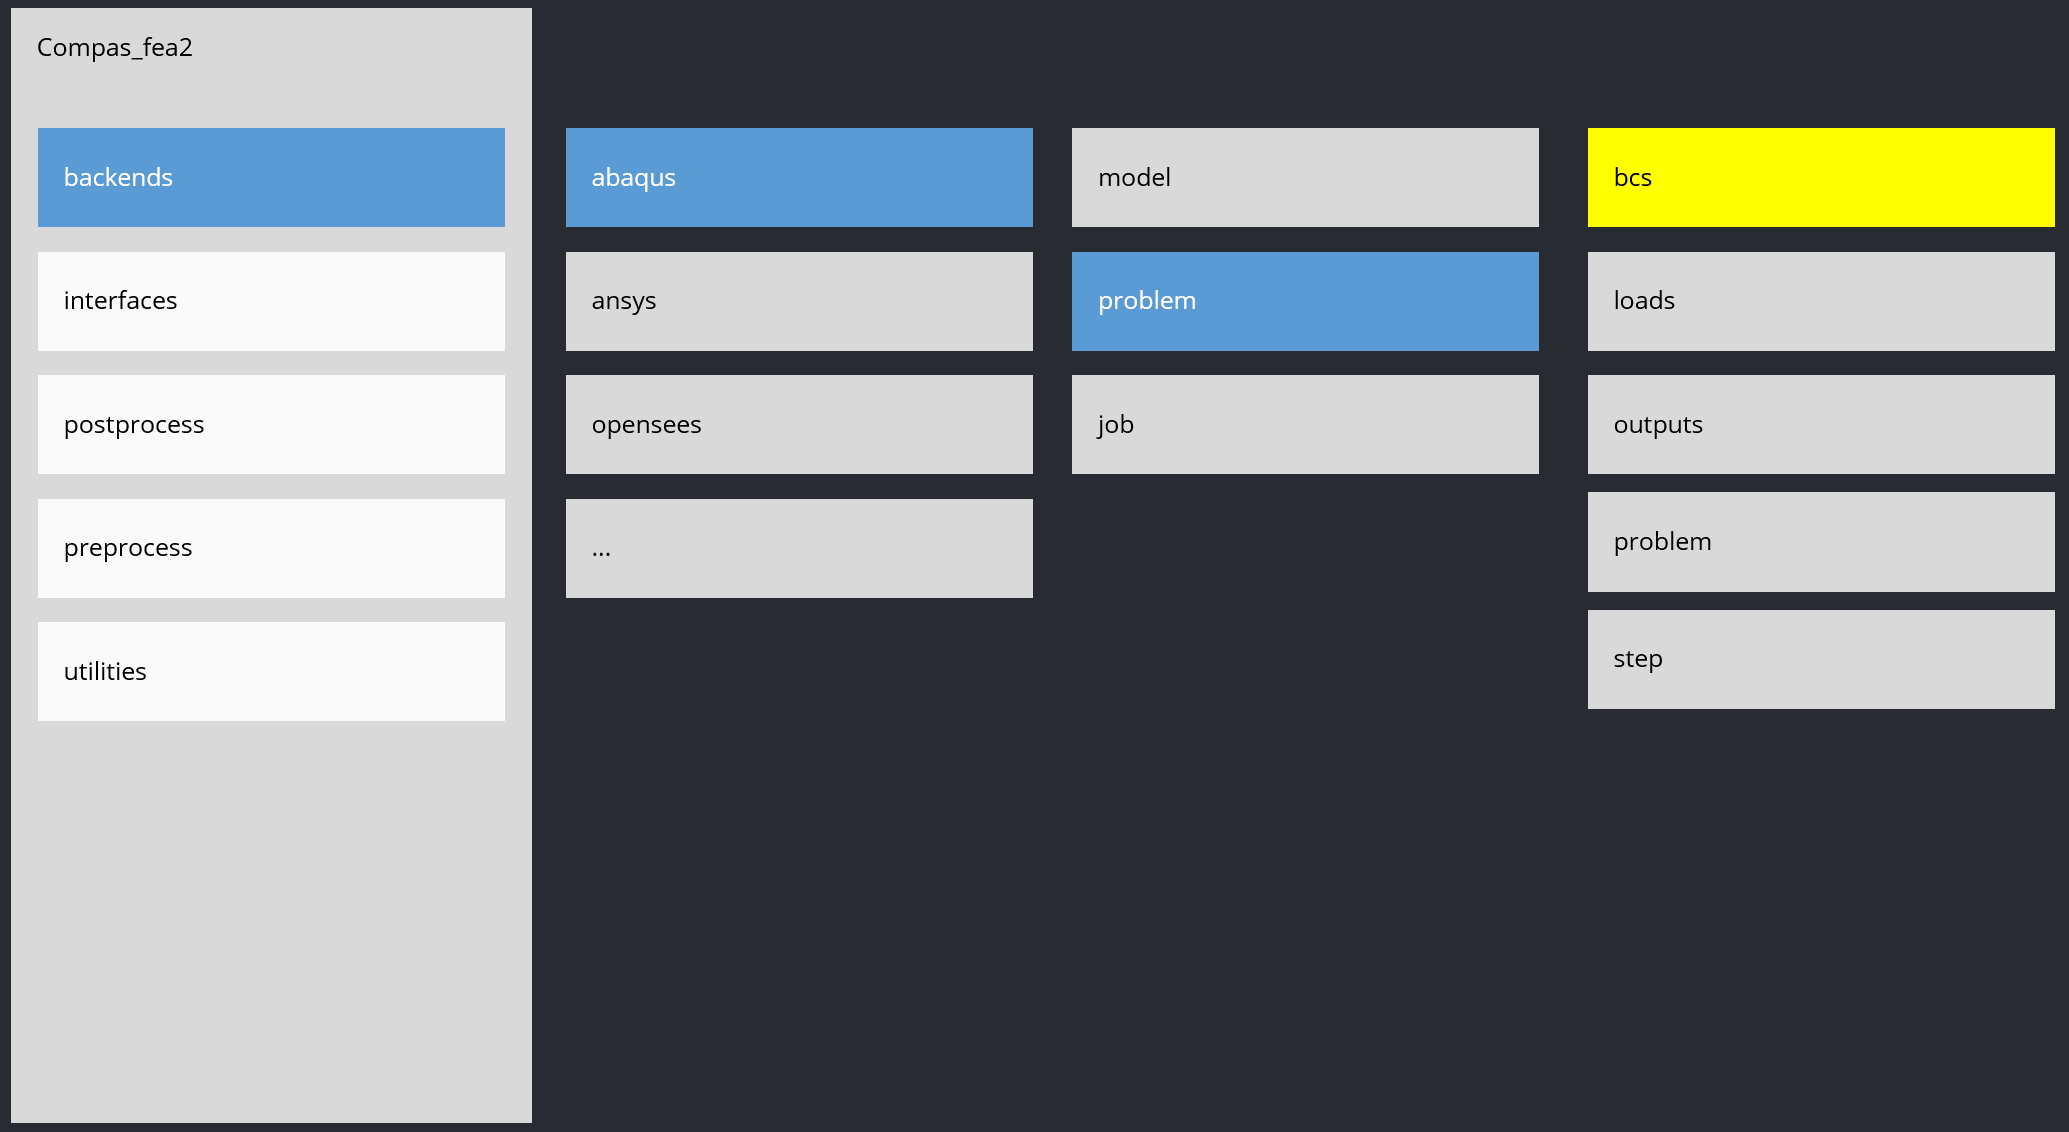 Compas_fea2
backends
interfaces
postprocess
preprocess
utilities
abaqus
ansys
opensees
...
model
problem
job
bcs
loads
outputs
problem
step